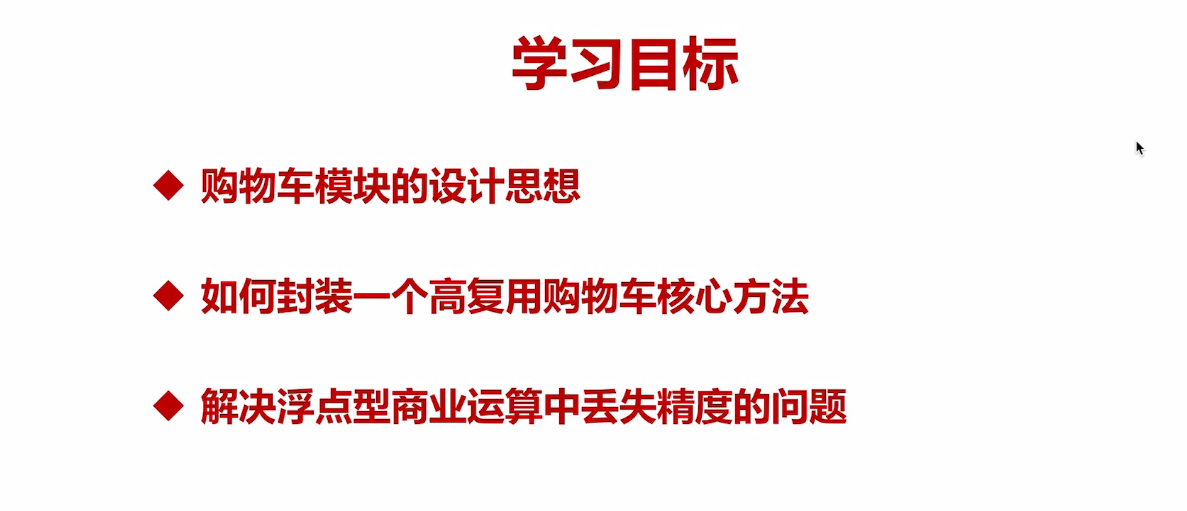 学习目标
购物车模块的设计思想
如何封装一个高复用购物车核心方法
解决浮点型商业运算中丢失精度的问题